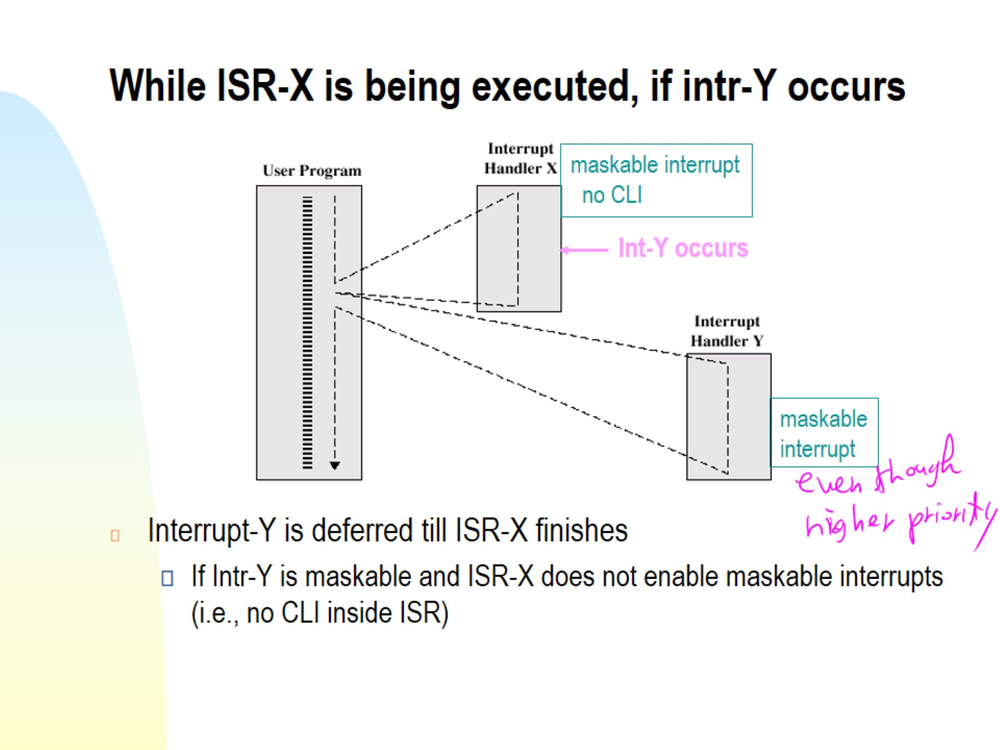 While ISR-X is being executed, if intr-Y occurs
User Program
Interrupt
Handler X
maskable interrupt
no CLI
Int-Y occurs
Interrupt
Handler Y
maskable
interrupt
even though
higher priority
Interrupt-Y is deferred till ISR-X finishes
If Intr-Y is maskable and ISR-X does not enable maskable interrupts
(i.e., no CLI inside ISR)